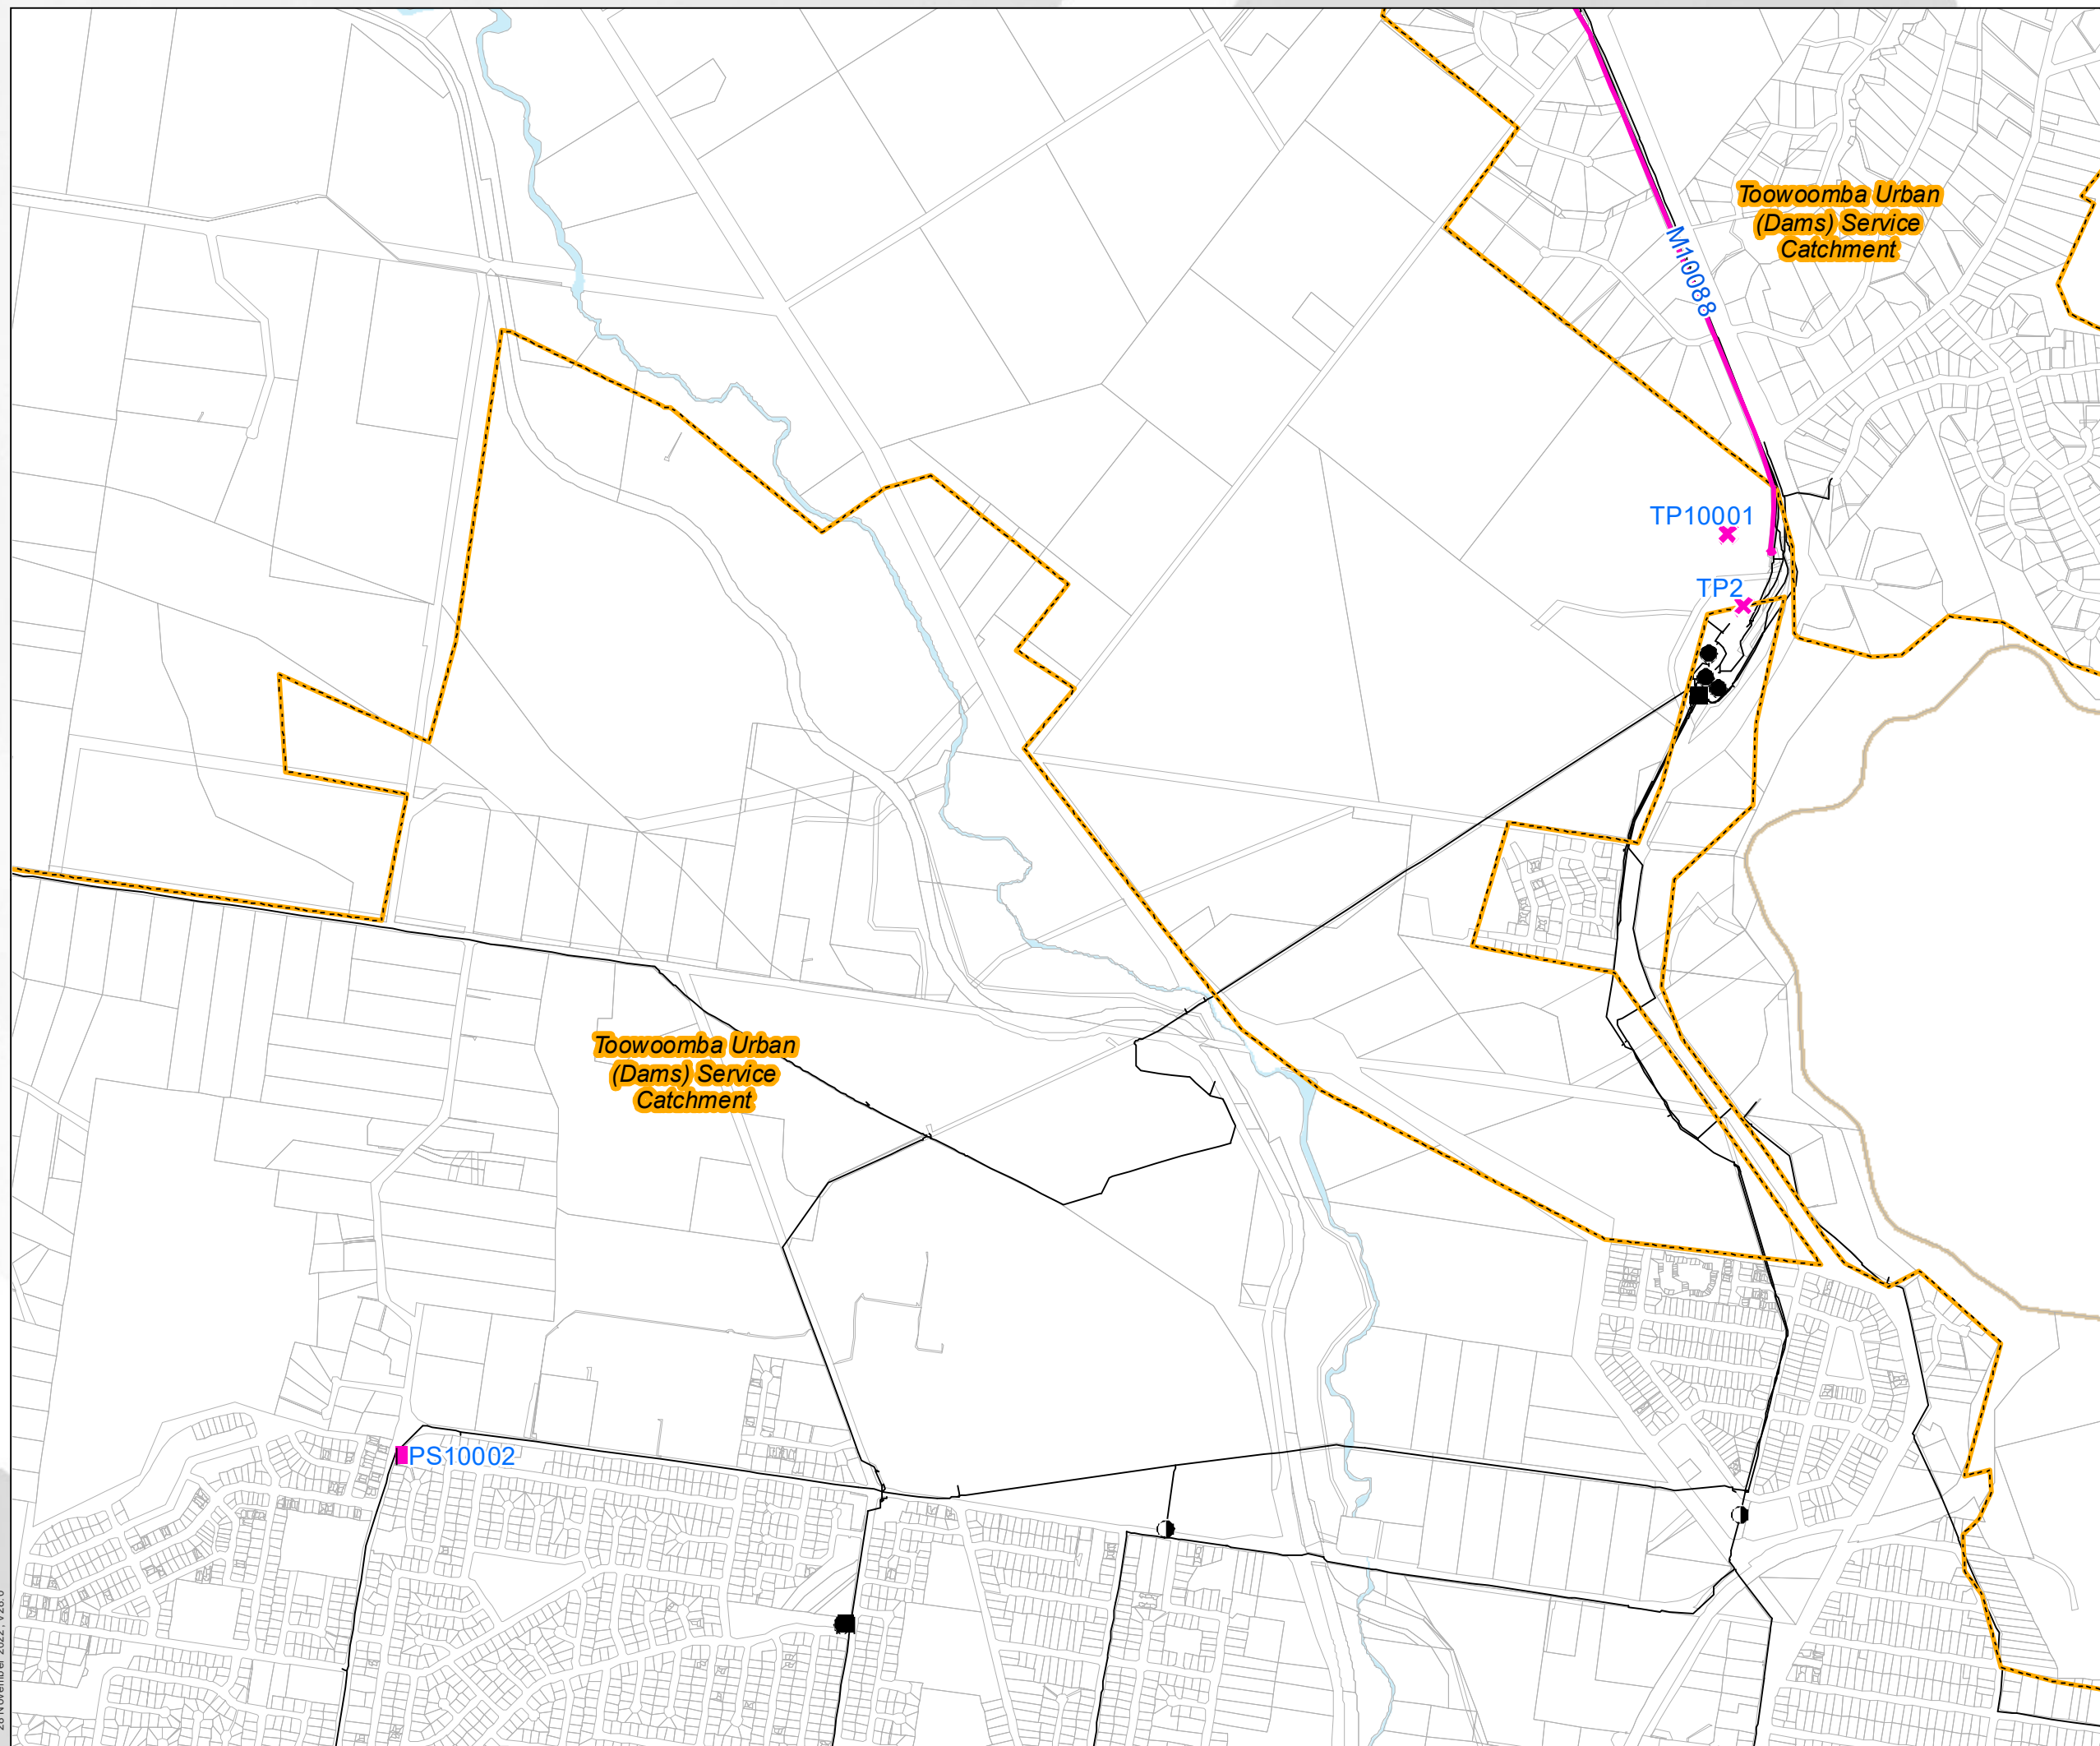 Toowoomba Urban
(Dams) Service
Catchment
M10088
TP10001
TP2
Toowoomba Urban
(Dams) Service
Catchment
PS10002